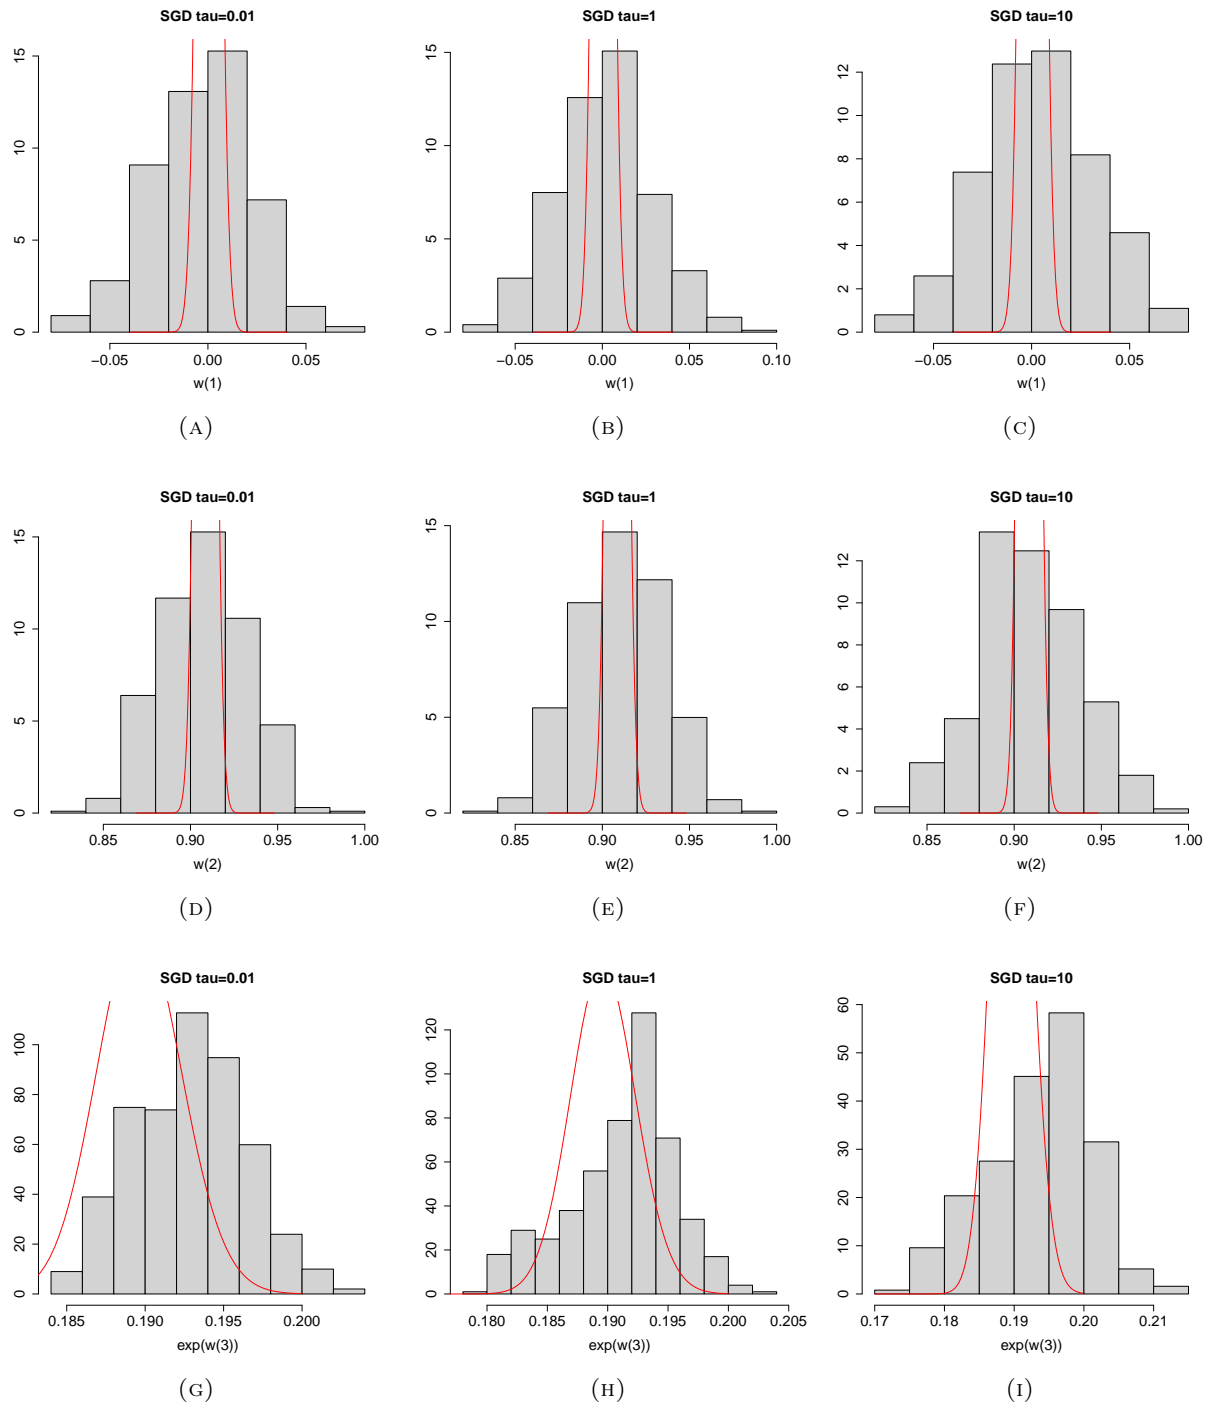 SGD tau=0.01
SGD tau=1
SGD tau=10
15
10
5
0
−0.05 0.00 0.05
w(1)
15
10
5
0
−0.05 0.00 0.05 0.10
w(1)
12
10
8
6
4
2
0
−0.05 0.00 0.05
w(1)
(A)
(B)
(C)
SGD tau=0.01
SGD tau=1
SGD tau=10
15
10
5
0
0.85 0.90 0.95 1.00
w(2)
15
10
5
0
0.85 0.90 0.95 1.00
w(2)
12
10
8
6
4
2
0
0.85 0.90 0.95 1.00
w(2)
(D)
(E)
(F)
SGD tau=0.01
SGD tau=1
SGD tau=10
100
80
60
40
20
0
0.185 0.190 0.195 0.200
exp(w(3))
120
100
80
60
40
20
0
0.180 0.185 0.190 0.195 0.200 0.205
exp(w(3))
60
50
40
30
20
10
0
0.17 0.18 0.19 0.20 0.21
exp(w(3))
(G)
(H)
(I)